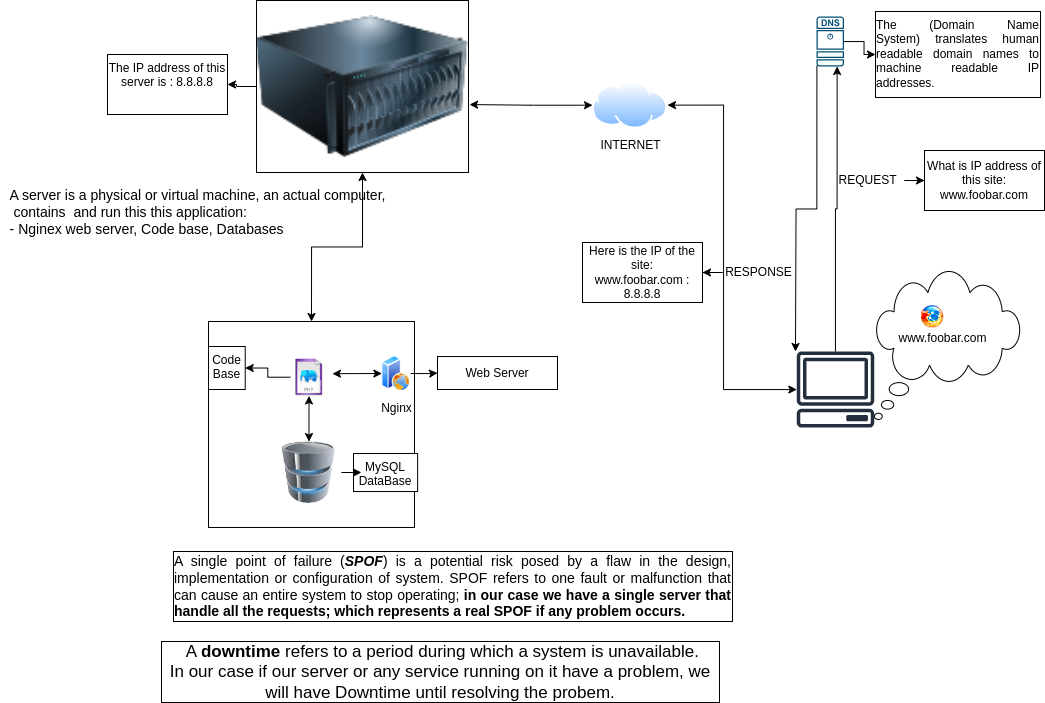 The IP address of this
server is : 8.8.8.8
DNS
The (Domain Name
System) translates human
readable domain names to
machine readable IP
addresses.
INTERNET
REQUEST
What is IP address of
this site:
www.foobar.com
A server is a physical or virtual machine, an actual computer,
contains and run this this application:
- Nginex web server, Code base, Databases
Here is the IP of the
site:
www.foobar.com :
8.8.8.8
RESPONSE
www.foobar.com
Code
Base
PHP
Nginx
Web Server
MySQL
DataBase
A single point of failure (SPOF) is a potential risk posed by a flaw in the design,
implementation or configuration of system. SPOF refers to one fault or malfunction that
can cause an entire system to stop operating; in our case we have a single server that
handle all the requests; which represents a real SPOF if any problem occurs.
A downtime refers to a period during which a system is unavailable.
In our case if our server or any service running on it have a problem, we
will have Downtime until resolving the probem.